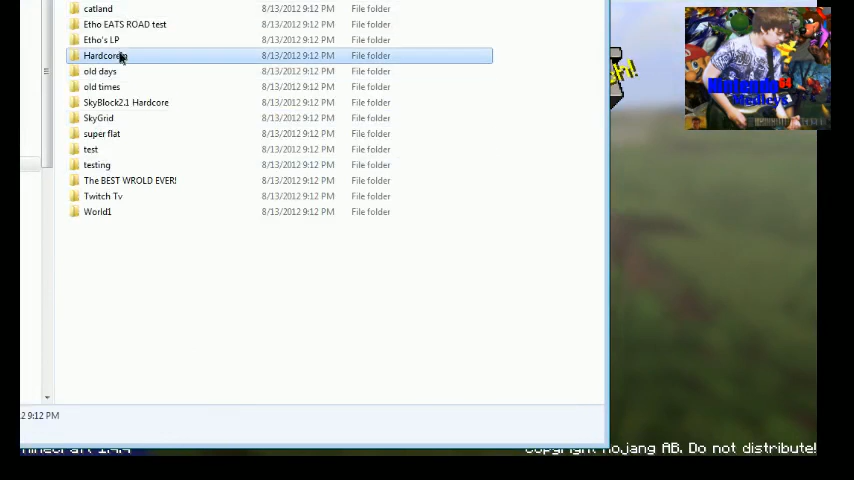 catland 8/13/2012 9:12 PM File folder
Etho EATS ROAD test 8/13/2012 9:12 PM File folder
Etho's LP 8/13/2012 9:12 PM File folder
Hardcore 8/13/2012 9:12 PM File folder
old days 8/13/2012 9:12 PM File folder
old times 8/13/2012 9:12 PM File folder
SkyBlock2.1 Hardcore 8/13/2012 9:12 PM File folder
SkyGrid 8/13/2012 9:12 PM File folder
super flat 8/13/2012 9:12 PM File folder
test 8/13/2012 9:12 PM File folder
testing 8/13/2012 9:12 PM File folder
The BEST WROLD EVER! 8/13/2012 9:12 PM File folder
Twitch Tv 8/13/2012 9:12 PM File folder
World1 8/13/2012 9:12 PM File folder
2 9:12 PM
Nintendo
Medleys
Minecraft 1.4.4
Copyright Mojang AB. Do not distribute!